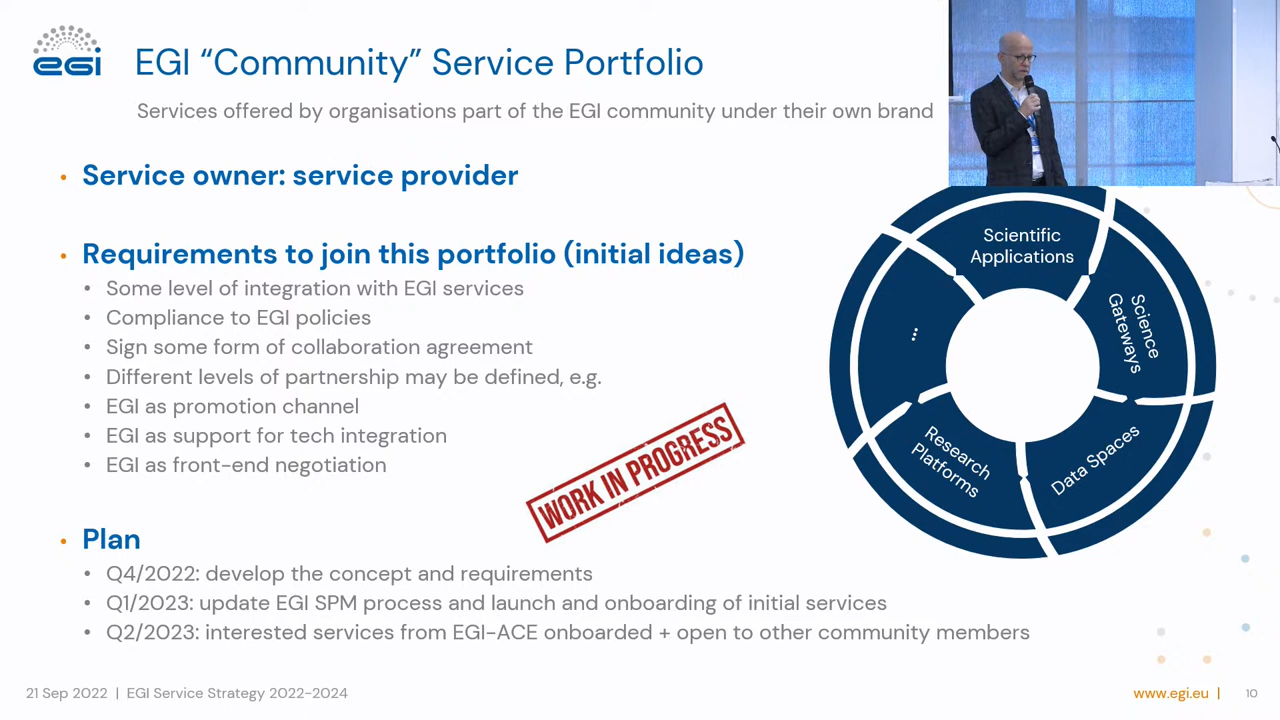 egi
EGI “Community” Service Portfolio
Services offered by organisations part of the EGI community under their own brand
• Service owner: service provider
• Requirements to join this portfolio (initial ideas)
• Some level of integration with EGI services
• Compliance to EGI policies
• Sign some form of collaboration agreement
• Different levels of partnership may be defined, e.g.
• EGI as promotion channel
• EGI as support for tech integration
• EGI as front-end negotiation
WORK IN PROGRESS
Scientific
Applications
Science
Gateways
Data Spaces
Research
Platforms
...
• Plan
• Q4/2022: develop the concept and requirements
• Q1/2023: update EGI SPM process and launch and onboarding of initial services
• Q2/2023: interested services from EGI-ACE onboarded + open to other community members
21 Sep 2022 | EGI Service Strategy 2022-2024
www.egi.eu |
10